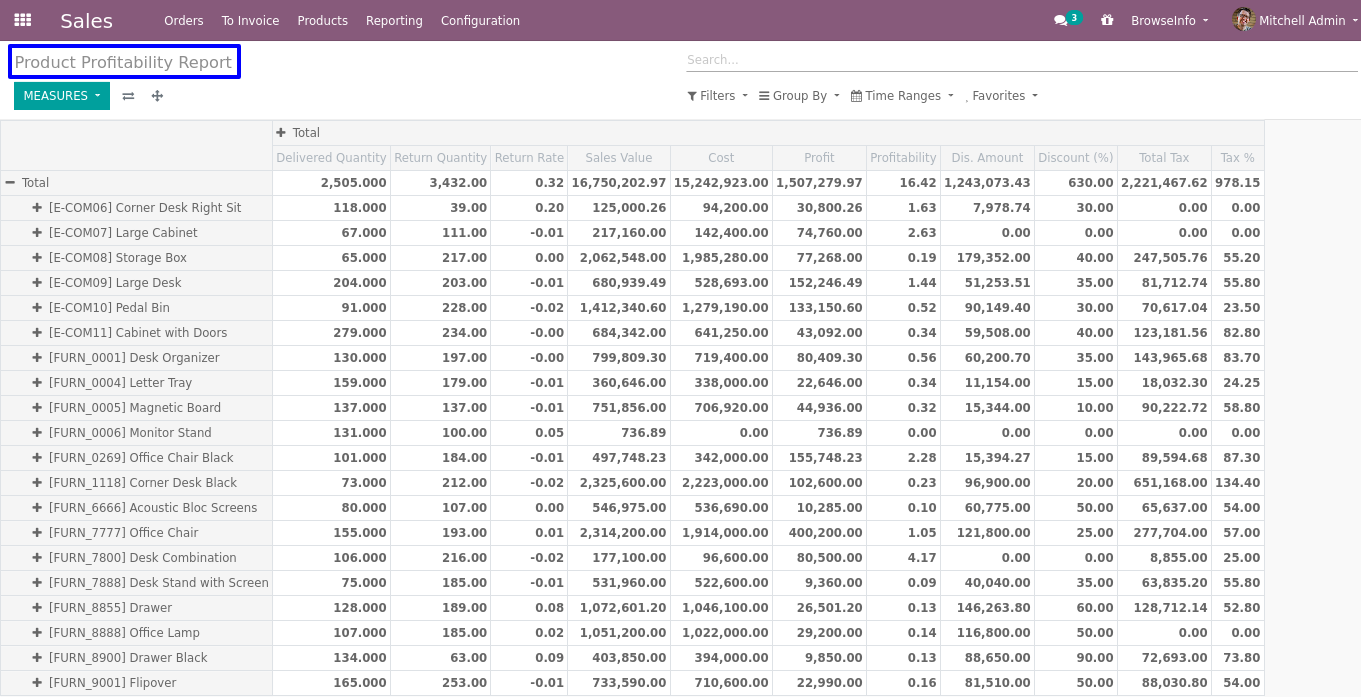 Sales Orders To Invoice Products Reporting Configuration 3 BrowseInfo Mitchell Admin
Product Profitability Report
Search...
MEASURES Filters Group By Time Ranges Favorites
Total
Delivered Quantity Return Quantity Return Rate Sales Value Cost Profit Profitability Dis. Amount Discount (%) Total Tax Tax %
Total 2,505.000 3,432.00 0.32 16,750,202.97 15,242,923.00 1,507,279.97 16.42 1,243,073.43 630.00 2,221,467.62 978.15
[E-COM06] Corner Desk Right Sit 118.000 39.00 0.20 125,000.26 94,200.00 30,800.26 1.63 7,978.74 30.00 0.00 0.00
[E-COM07] Large Cabinet 67.000 111.00 -0.01 217,160.00 142,400.00 74,760.00 2.63 0.00 0.00 0.00 0.00
[E-COM08] Storage Box 65.000 217.00 0.00 2,062,548.00 1,985,280.00 77,268.00 0.19 179,352.00 40.00 247,505.76 55.20
[E-COM09] Large Desk 204.000 203.00 -0.01 680,939.49 528,693.00 152,246.49 1.44 51,253.51 35.00 81,712.74 55.80
[E-COM10] Pedal Bin 91.000 228.00 -0.02 1,412,340.60 1,279,190.00 133,150.60 0.52 90,149.40 30.00 70,617.04 23.50
[E-COM11] Cabinet with Doors 279.000 234.00 -0.00 684,342.00 641,250.00 43,092.00 0.34 59,508.00 40.00 123,181.56 82.80
[FURN_0001] Desk Organizer 130.000 197.00 -0.00 799,809.30 719,400.00 80,409.30 0.56 60,200.70 35.00 143,965.68 83.70
[FURN_0004] Letter Tray 159.000 179.00 -0.01 360,646.00 338,000.00 22,646.00 0.34 11,154.00 15.00 18,032.30 24.25
[FURN_0005] Magnetic Board 137.000 137.00 -0.01 751,856.00 706,920.00 44,936.00 0.32 15,344.00 10.00 90,222.72 58.80
[FURN_0006] Monitor Stand 131.000 100.00 0.05 736.89 0.00 736.89 0.00 0.00 0.00 0.00 0.00
[FURN_0269] Office Chair Black 101.000 184.00 -0.01 497,748.23 342,000.00 155,748.23 2.28 15,394.27 15.00 89,594.68 87.30
[FURN_1118] Corner Desk Black 73.000 212.00 -0.02 2,325,600.00 2,223,000.00 102,600.00 0.23 96,900.00 20.00 651,168.00 134.40
[FURN_6666] Acoustic Bloc Screens 80.000 107.00 0.00 546,975.00 536,690.00 10,285.00 0.10 60,775.00 50.00 65,637.00 54.00
[FURN_7777] Office Chair 155.000 193.00 0.01 2,314,200.00 1,914,000.00 400,200.00 1.05 121,800.00 25.00 277,704.00 57.00
[FURN_7800] Desk Combination 106.000 216.00 -0.02 177,100.00 96,600.00 80,500.00 4.17 0.00 0.00 8,855.00 25.00
[FURN_7888] Desk Stand with Screen 75.000 185.00 -0.01 531,960.00 522,600.00 9,360.00 0.09 40,040.00 35.00 63,835.20 55.80
[FURN_8855] Drawer 128.000 189.00 0.08 1,072,601.20 1,046,100.00 26,501.20 0.13 146,263.80 60.00 128,712.14 52.80
[FURN_8888] Office Lamp 107.000 185.00 0.02 1,051,200.00 1,022,000.00 29,200.00 0.14 116,800.00 50.00 0.00 0.00
[FURN_8900] Drawer Black 134.000 63.00 0.09 403,850.00 394,000.00 9,850.00 0.13 88,650.00 90.00 72,693.00 73.80
[FURN_9001] Flipover 165.000 253.00 -0.01 733,590.00 710,600.00 22,990.00 0.16 81,510.00 50.00 88,030.80 54.00